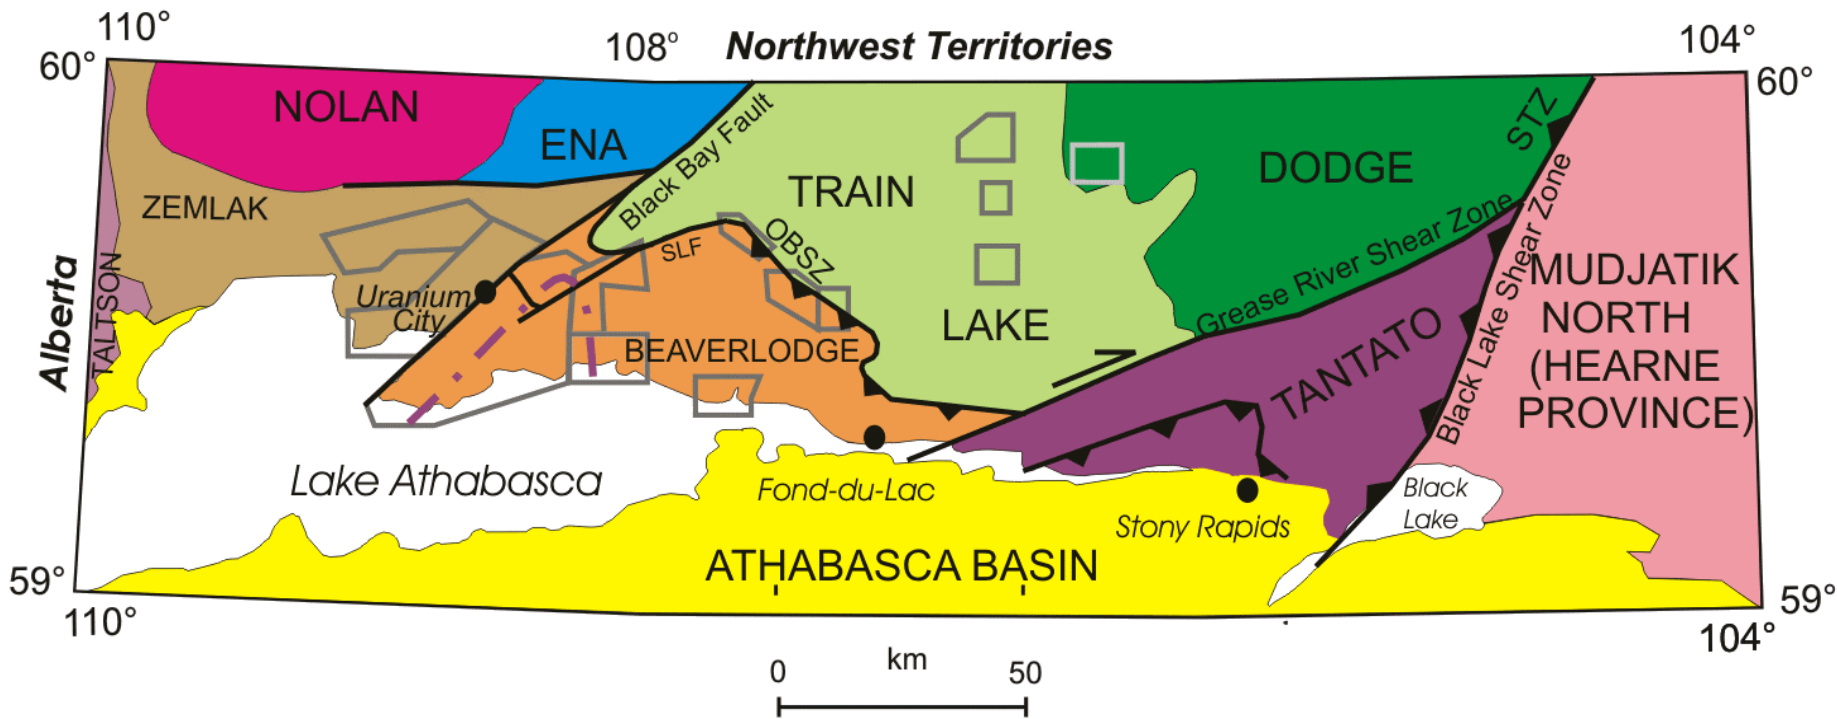 110°
108°
Northwest Territories
104°
60°
60°
NOLAN
ENA
Black Bay Fault
STZ
TRAIN
DODGE
ZEMLAK
SLF
OBSZ
Grease River Shear Zone
Black Lake Shear Zone
MUDJATIK
NORTH
(HEARNE
PROVINCE)
Alberta
TALTSON
Uranium
City
LAKE
BEAVERLODGE
TANTATO
Lake Athabasca
Fond-du-Lac
Black
Lake
Stony Rapids
ATHABASCA BASIN
59°
59°
110°
104°
km
0
50